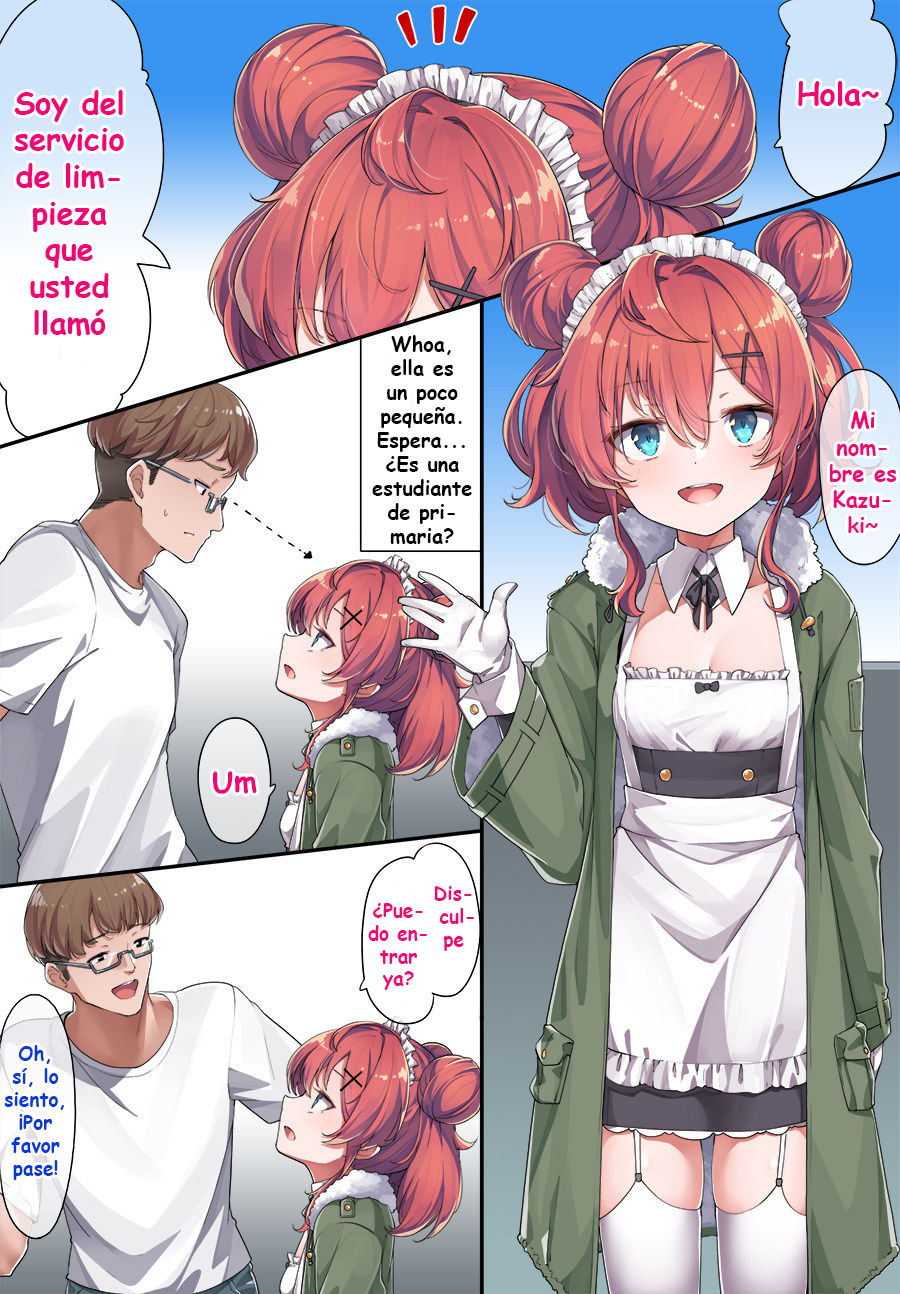 Hola~
Soy del
servicio
de lim-
pieza
que
usted
llamó
Mi
nom-
bre es
Kazu-
ki~
Whoa,
ella es
un poco
pequeña.
Espera...
¿Es una
estudiante
de pri-
maria?
Um
Dis-
cul-
pe
¿Pue-
do en-
trar
ya?
Oh,
sí, lo
siento,
¡Por
favor
pase!